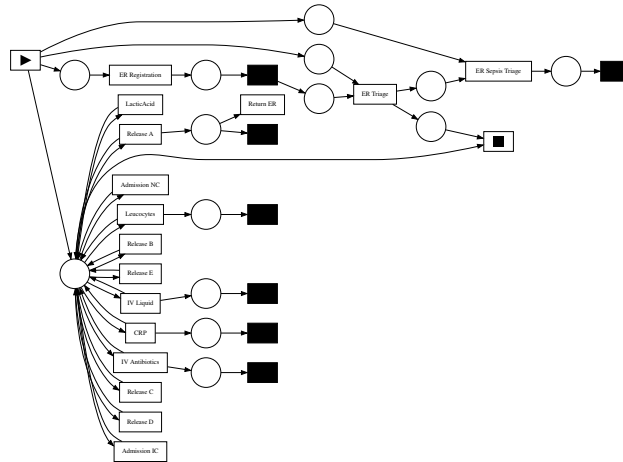 ER Registration
ER Sepsis Triage
ER Triage
LacticAcid
Return ER
Release A
Admission NC
Leucocytes
Release B
Release E
IV Liquid
CRP
IV Antibiotics
Release C
Release D
Admission IC